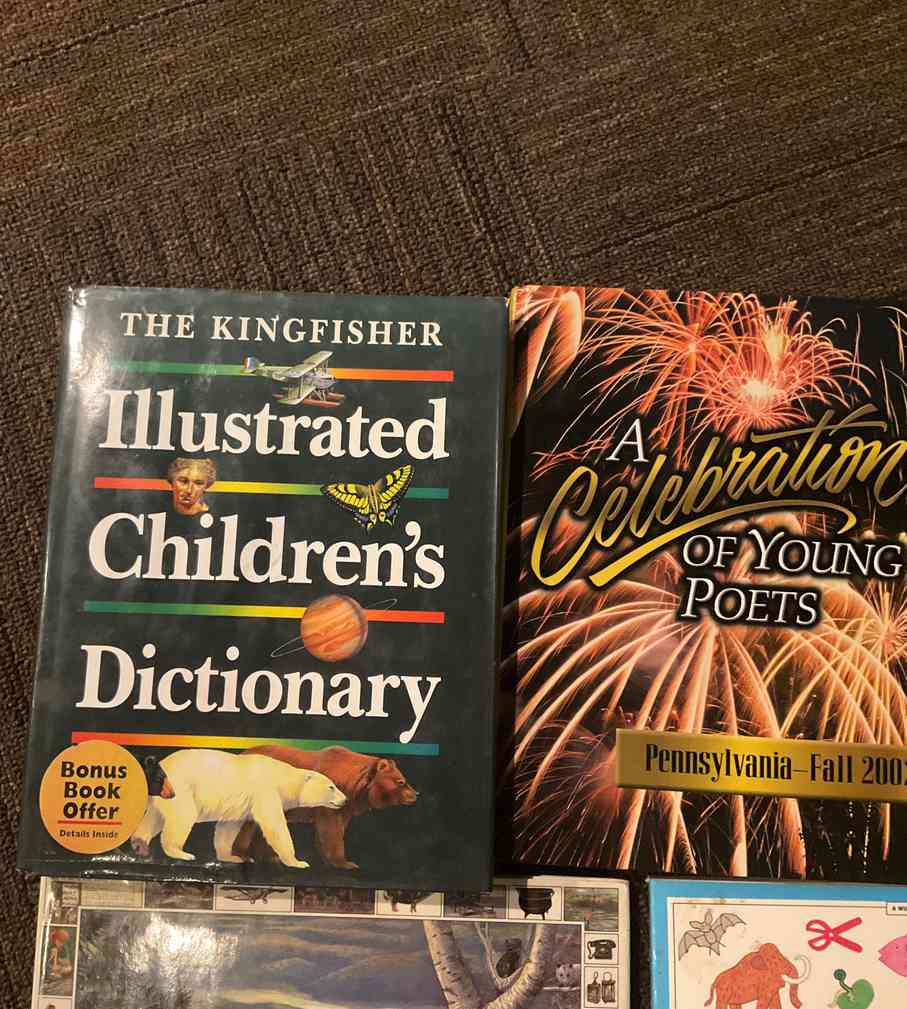 THE KINGFISHER
Illustrated
Children's
Dictionary
Bonus
Book
Offer
Details Inside
A
Celebration
OF YOUNG
POETS
Pennsylvania–Fall